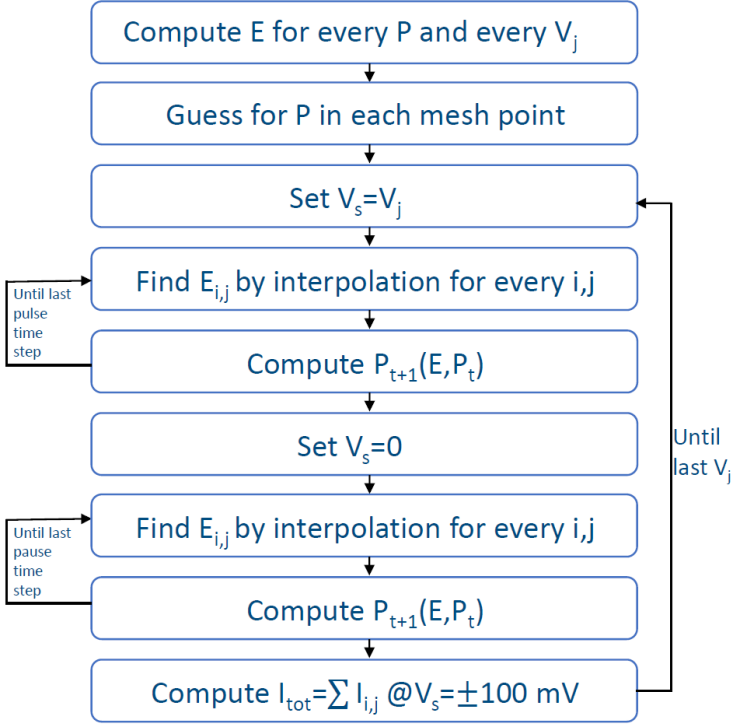 Compute E for every P and every Vj
Guess for P in each mesh point
Set Vs=Vj
Find Ei,j by interpolation for every i,j
Until last
pulse
time
step
Compute Pt+1(E,Pt)
Set Vs=0
Until
last Vj
Find Ei,j by interpolation for every i,j
Until last
pause
time
step
Compute Pt+1(E,Pt)
Compute Itot=∑ Ii,j @Vs=±100 mV